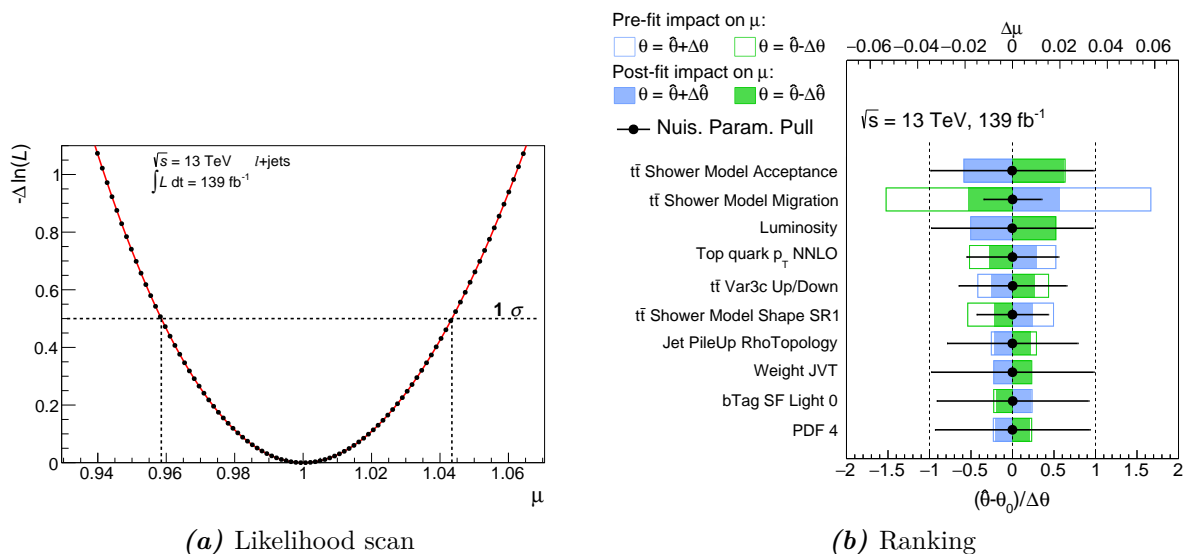 √s = 13 TeV l+jets
∫L dt = 139 fb⁻¹
-Δ ln(L)
1
0.8
0.6
0.4
0.2
0
1 σ
0.94 0.96 0.98 1 1.02 1.04 1.06
μ
(a) Likelihood scan
Pre-fit impact on μ:
θ = θ̂+Δθ θ = θ̂-Δθ
Post-fit impact on μ:
θ = θ̂+Δθ̂ θ = θ̂-Δθ̂
Nuis. Param. Pull
Δμ
−0.06 −0.04 −0.02 0 0.02 0.04 0.06
√s = 13 TeV, 139 fb⁻¹
tt̄ Shower Model Acceptance
tt̄ Shower Model Migration
Luminosity
Top quark p_T NNLO
tt̄ Var3c Up/Down
tt̄ Shower Model Shape SR1
Jet PileUp RhoTopology
Weight JVT
bTag SF Light 0
PDF 4
−2 −1.5 −1 −0.5 0 0.5 1 1.5 2
(θ̂-θ₀)/Δθ
(b) Ranking